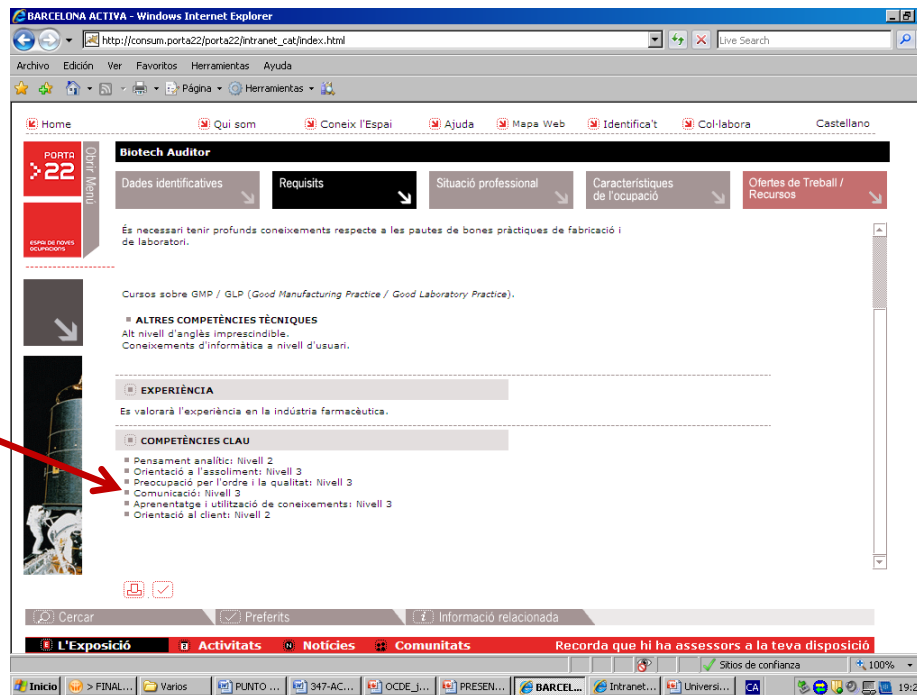 BARCELONA ACTIVA - Windows Internet Explorer
http://consum.porta22/porta22/intranet_cat/index.html
Live Search
Archivo Edición Ver Favoritos Herramientas Ayuda
Página Herramientas
Home Qui som Coneix l'Espai Ajuda Mapa Web Identifica't Col·labora Castellano
PORTA
>22
Obrir Menú
ESPAI DE NOVES
OCUPACIONS
Biotech Auditor
Dades identificatives
Requisits
Situació professional
Característiques
de l'ocupació
Ofertes de Treball /
Recursos
És necessari tenir profunds coneixements respecte a les pautes de bones pràctiques de fabricació i
de laboratori.
Cursos sobre GMP / GLP (Good Manufacturing Practice / Good Laboratory Practice).
ALTRES COMPETÈNCIES TÈCNIQUES
Alt nivell d'anglès imprescindible.
Coneixements d'informàtica a nivell d'usuari.
EXPERIÈNCIA
Es valorarà l'experiència en la indústria farmacèutica.
COMPETÈNCIES CLAU
Pensament analític: Nivell 2
Orientació a l'assoliment: Nivell 3
Preocupació per l'ordre i la qualitat: Nivell 3
Comunicació: Nivell 3
Aprenentatge i utilització de coneixements: Nivell 3
Orientació al client: Nivell 2
Cercar Preferits Informació relacionada
L'Exposició Activitats Notícies Comunitats Recorda que hi ha assessors a la teva disposició
Sitios de confianza 100%
Inicio > FINAL... Varios PUNTO ... 347-AC... OCDE_j... PRESEN... BARCEL... Intranet... Universi... CA